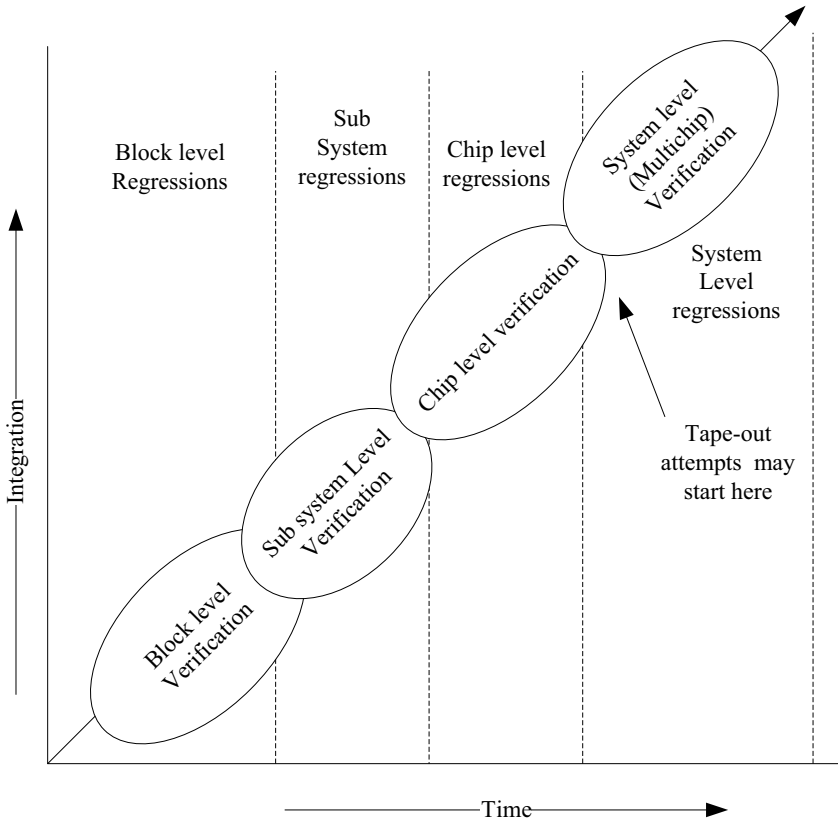 Block level
Regressions
Sub
System
regressions
Chip level
regressions
System level
(Multichip)
Verification
System
Level
regressions
Chip level verification
Tape-out
attempts may
start here
Sub system Level
Verification
Block level
Verification
Integration
Time